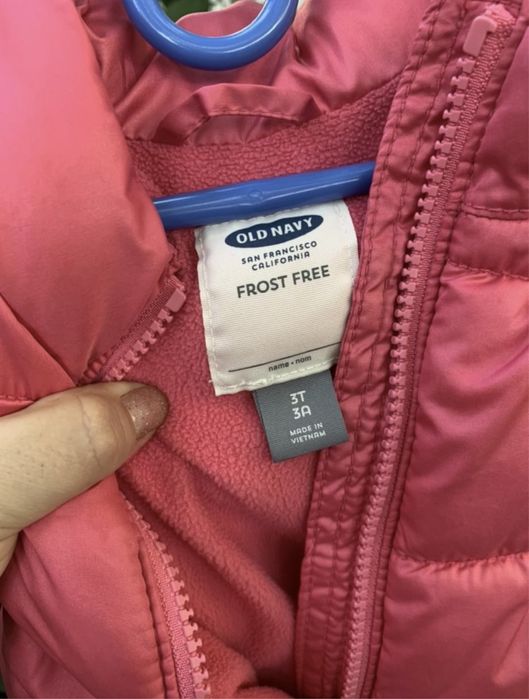 OLD NAVY
SAN FRANCISCO
CALIFORNIA
FROST FREE
name • nom
3T
3A
MADE IN
VIETNAM